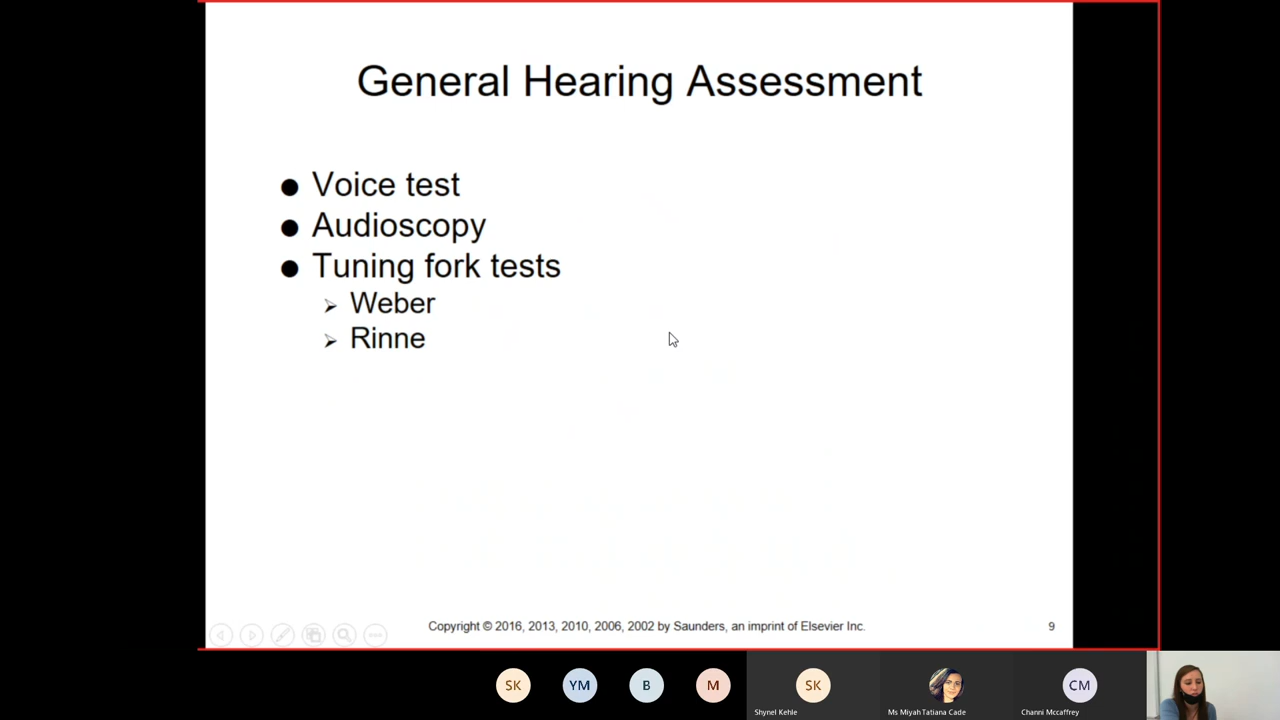 General Hearing Assessment
Voice test
Audioscopy
Tuning fork tests
Weber
Rinne
Copyright © 2016, 2013, 2010, 2006, 2002 by Saunders, an imprint of Elsevier Inc.
9
SK
YM
B
M
SK
CM
Shynel Kehle
Ms Miyah Tatiana Cade
Channi Mccaffrey